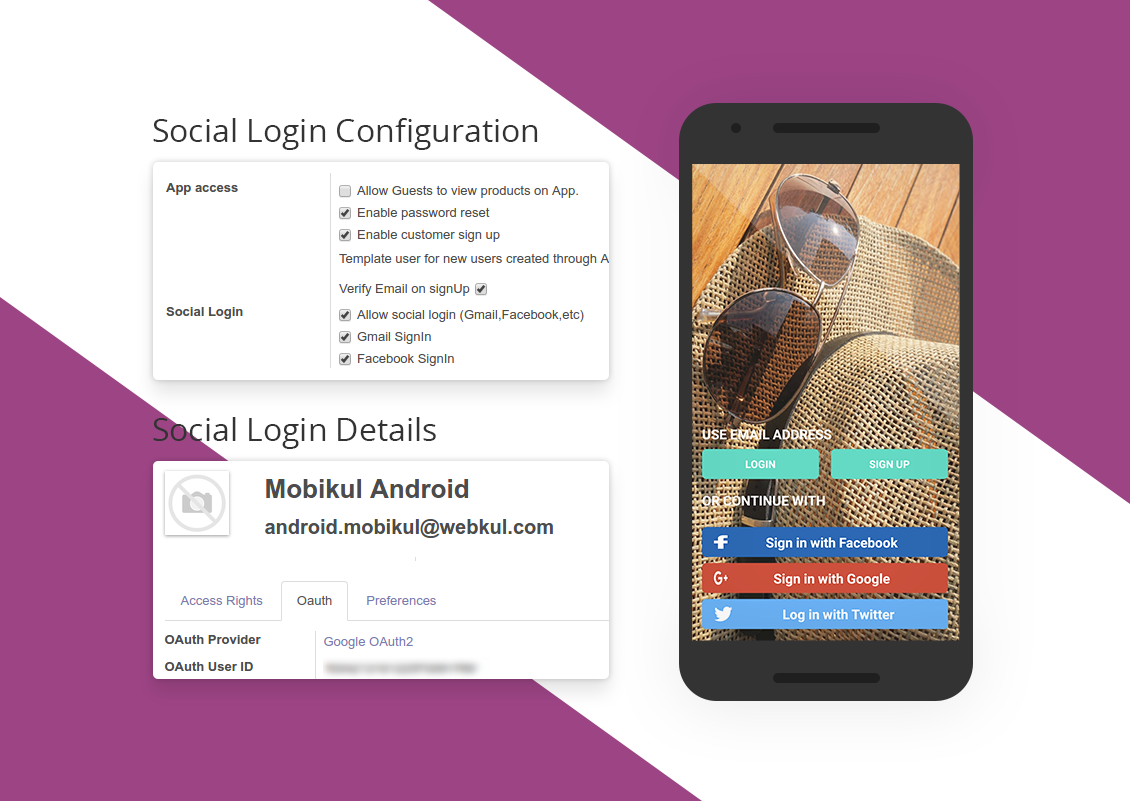 Social Login Configuration
App access
Allow Guests to view products on App.
Enable password reset
Enable customer sign up
Template user for new users created through A
Verify Email on signUp
Social Login
Allow social login (Gmail,Facebook,etc)
Gmail SignIn
Facebook SignIn
Social Login Details
Mobikul Android
android.mobikul@webkul.com
Access Rights Oauth Preferences
OAuth Provider Google OAuth2
OAuth User ID
USE EMAIL ADDRESS
LOGIN SIGN UP
OR CONTINUE WITH
Sign in with Facebook
G+ Sign in with Google
Log in with Twitter